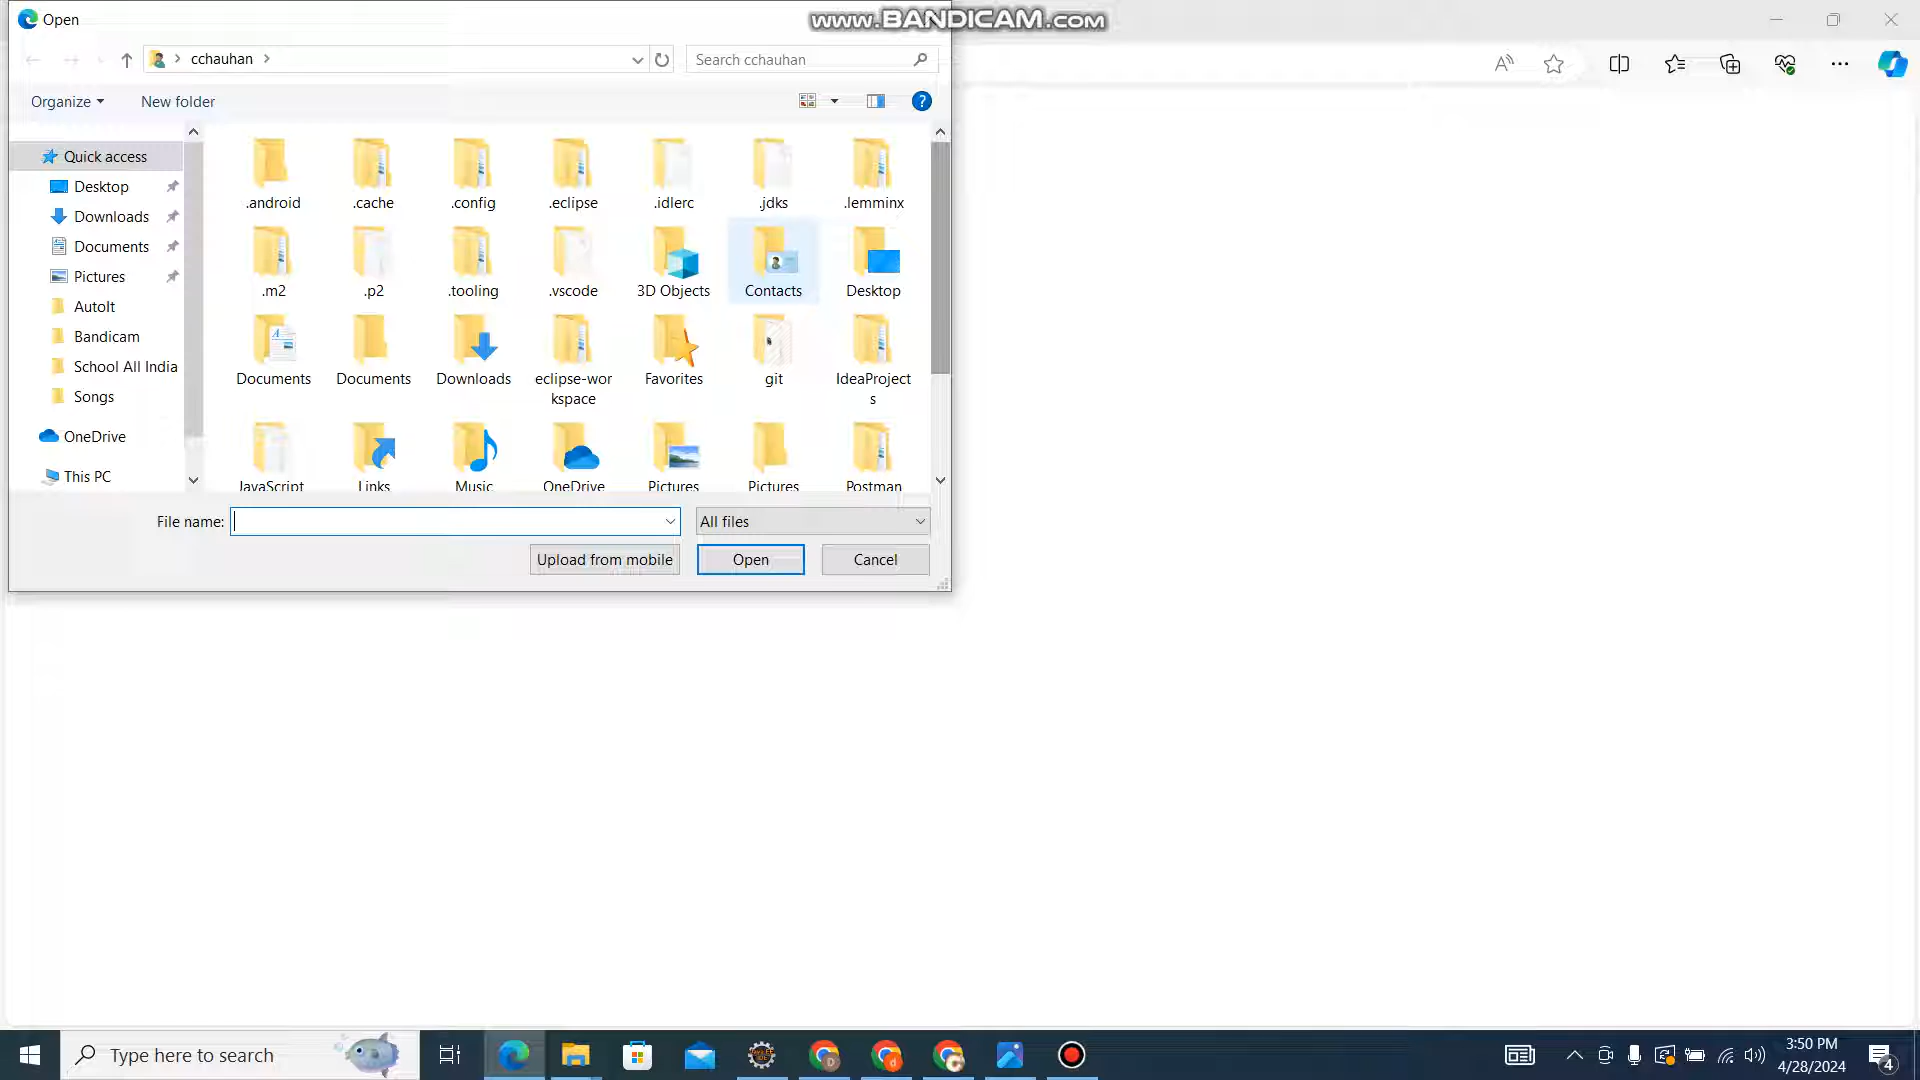 Open
www.BANDICAM.COM
cchauhan
Search cchauhan
Organize
New folder
Quick access
Desktop
Downloads
Documents
Pictures
AutoIt
Bandicam
School All India
Songs
OneDrive
This PC
.android
.cache
.config
.eclipse
.idlerc
.jdks
.lemminx
.m2
.p2
.tooling
.vscode
3D Objects
Contacts
Desktop
Documents
Documents
Downloads
eclipse-wor
kspace
Favorites
git
IdeaProject
s
JavaScript
Links
Music
OneDrive
Pictures
Pictures
Postman
File name:
All files
Upload from mobile
Open
Cancel
Type here to search
3:50 PM
4/28/2024
4